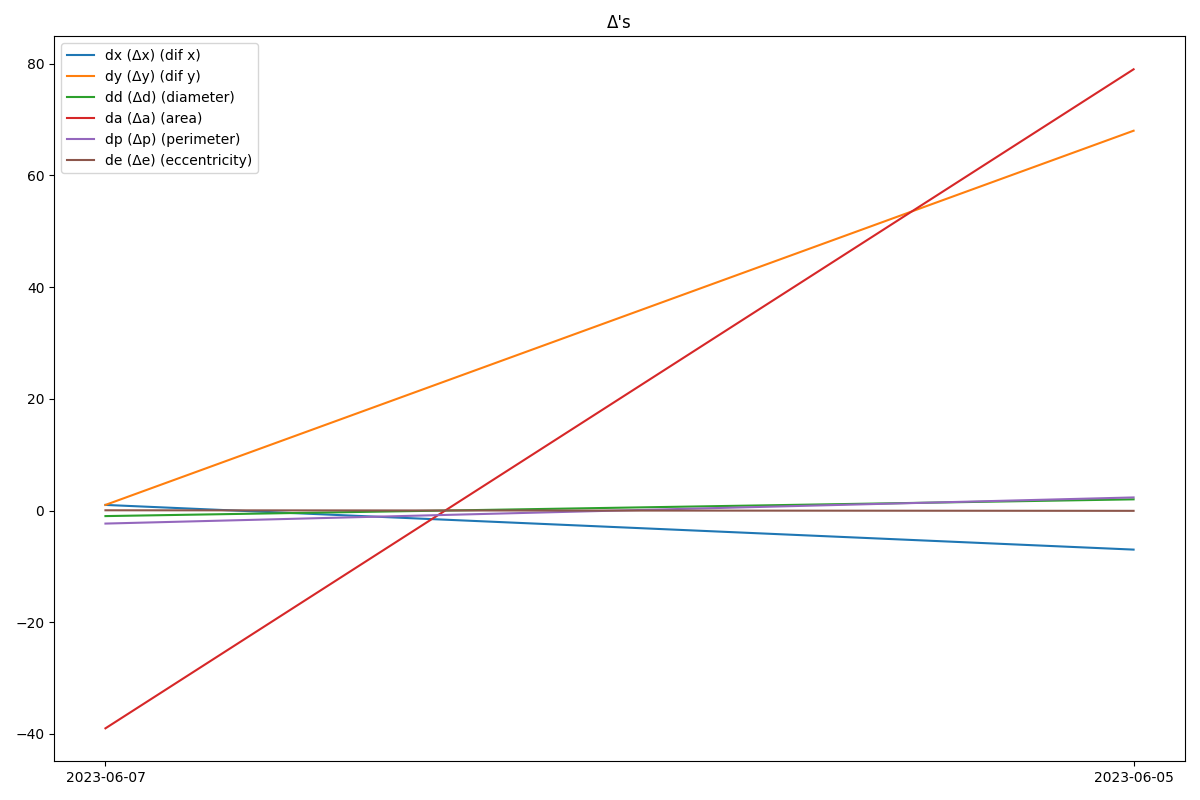 Δ's
dx (Δx) (dif x)
dy (Δy) (dif y)
dd (Δd) (diameter)
da (Δa) (area)
dp (Δp) (perimeter)
de (Δe) (eccentricity)
80
60
40
20
0
−20
−40
2023-06-07
2023-06-05